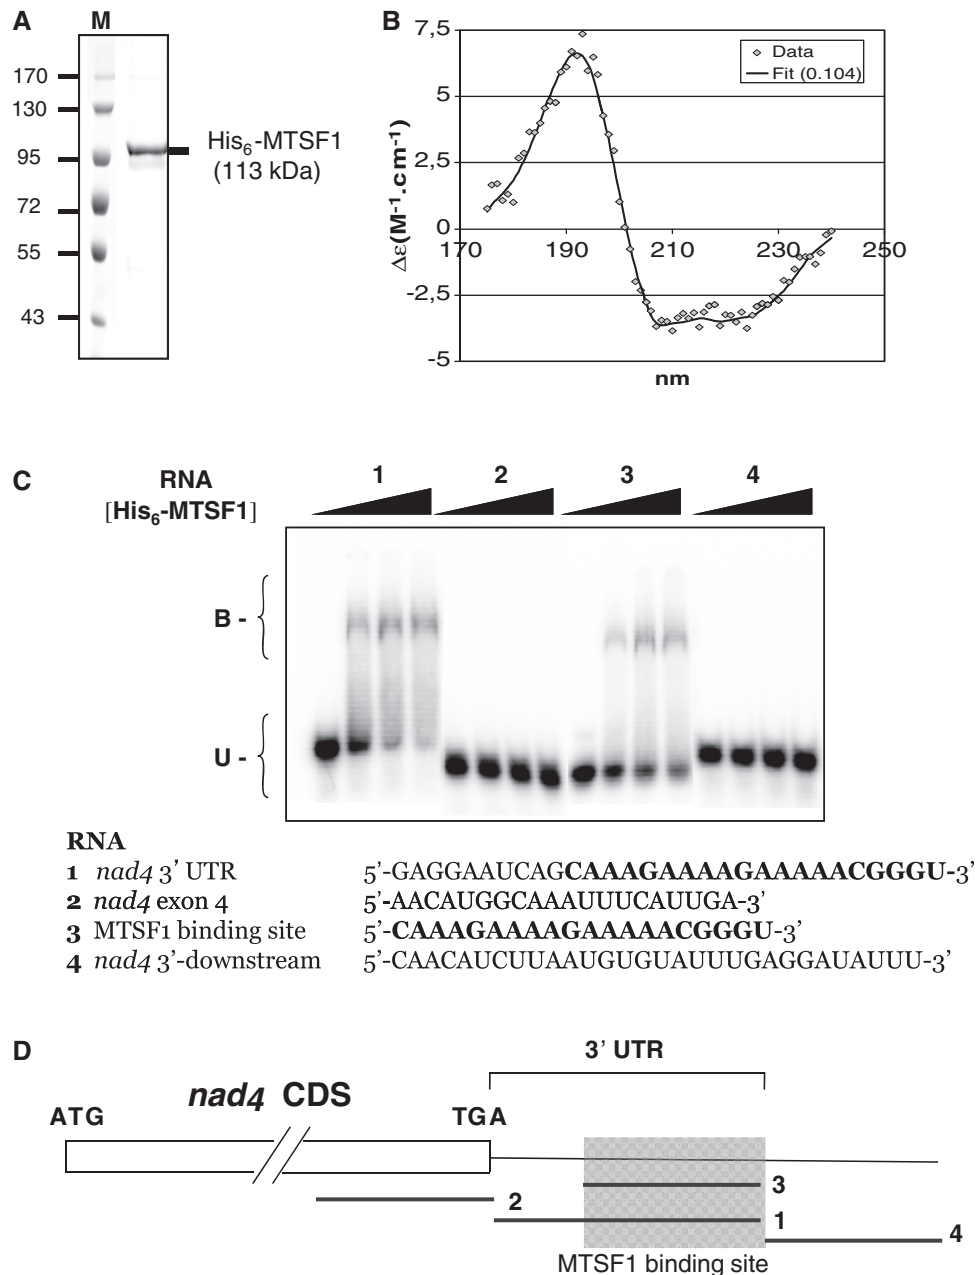 A
M
170
130
95
72
55
43
His6-MTSF1
(113 kDa)
B
7,5
5
2,5
0
-2,5
-5
170
190
210
230
250
Δε(M-1.cm-1)
nm
Data
Fit (0.104)
C
RNA
[His6-MTSF1]
1
2
3
4
B -
U -
RNA
1 nad4 3’ UTR 5’-GAGGAAUCAGCAAAGAAAAGAAAAACGGGU-3’
2 nad4 exon 4 5’-AACAUGGCAAAUUUCAUUGA-3’
3 MTSF1 binding site 5’-CAAAGAAAAGAAAAACGGGU-3’
4 nad4 3’-downstream 5’-CAACAUCUUAAUGUGUAUUUGAGGAUAUUU-3’
D
3’ UTR
nad4 CDS
ATG
TGA
3
2
1
4
MTSF1 binding site